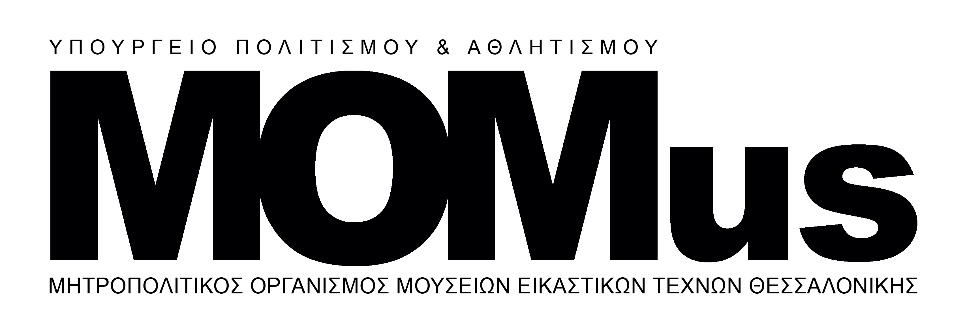 ΥΠΟΥΡΓΕΙΟ ΠΟΛΙΤΙΣΜΟΥ & ΑΘΛΗΤΙΣΜΟΥ
MOMus
ΜΗΤΡΟΠΟΛΙΤΙΚΟΣ ΟΡΓΑΝΙΣΜΟΣ ΜΟΥΣΕΙΩΝ ΕΙΚΑΣΤΙΚΩΝ ΤΕΧΝΩΝ ΘΕΣΣΑΛΟΝΙΚΗΣ